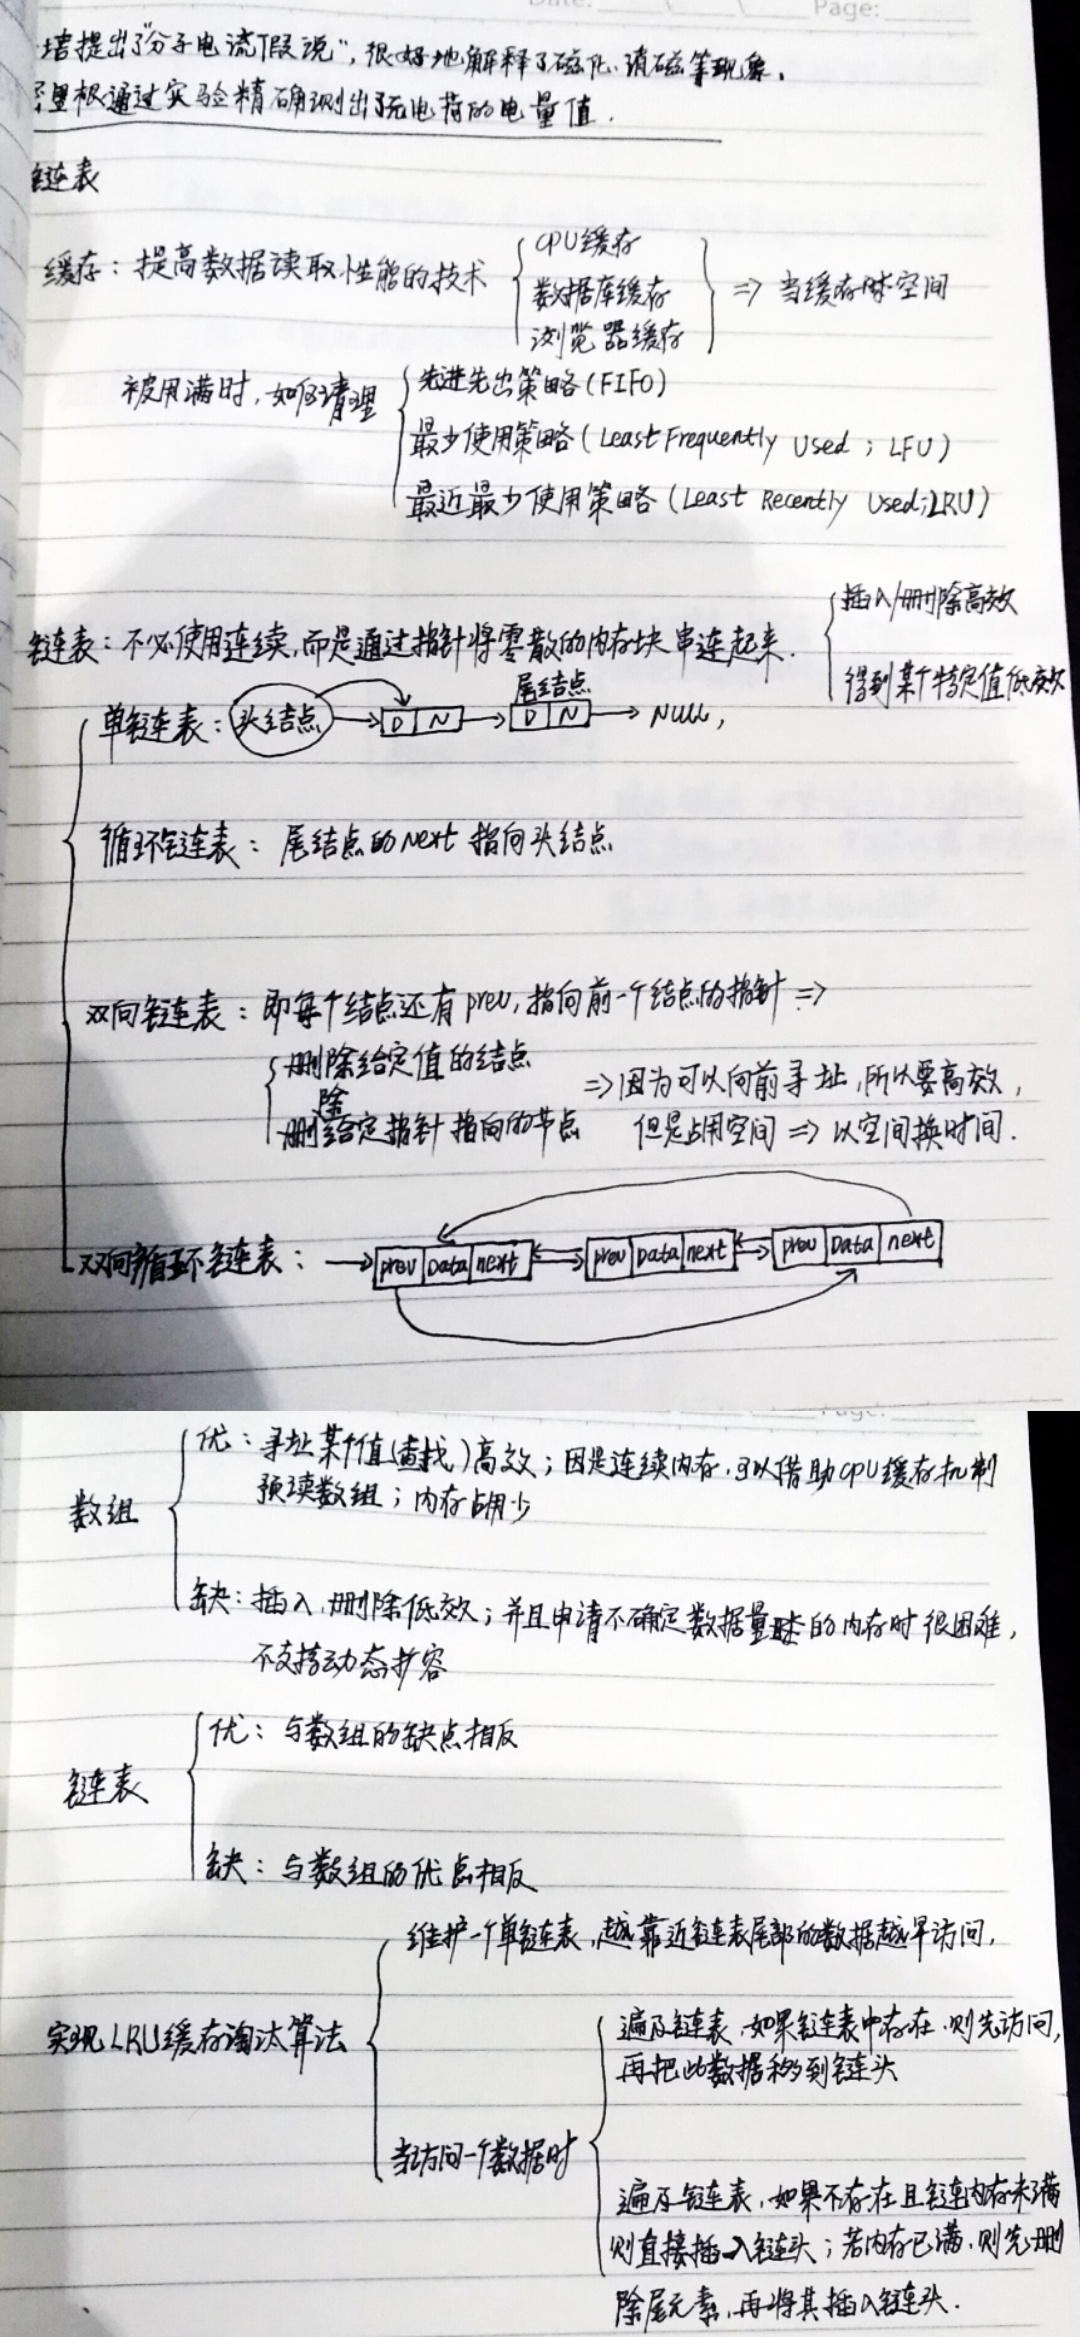 培提出了"分子电流假说",很好地解释了磁化、消磁等现象.
密里根通过实验精确测出了元电荷的电量值.
链表
缓存:提高数据读取性能的技术
CPU缓存
数据库缓存
浏览器缓存
⇒ 当缓存空间
被用满时,如何清理
先进先出策略(FIFO)
最少使用策略(Least Frequently Used ; LFU)
最近最少使用策略(Least Recently Used;LRU)
链表:不必使用连续,而是通过指针将零散的内存块串连起来.
插入/删除高效
得到某个特定值低效
尾结点
单链表:头结点 → D N → D N → NULL,
循环链表: 尾结点的next指向头结点
双向链表:即每个结点还有prev,指向前一个结点的指针 ⇒
删除给定值的结点
删除给定指针指向的节点
⇒因为可以向前寻址,所以要高效,
但是占用空间 ⇒ 以空间换时间.
双向循环链表: → prev Data next prev Data next prev Data next
Page:
数组
优:寻址某个值(查找)高效;因是连续内存,可以借助CPU缓存机制
预读数组;内存占用少
缺:插入,删除低效;并且申请不确定数据量的内存时很困难,
不支持动态扩容
链表
优:与数组的缺点相反
缺:与数组的优点相反
实现LRU缓存淘汰算法
维护一个单链表,越靠近链表尾部的数据越早访问,
当访问一个数据时
遍历链表,如果链表中存在,则先访问,
再把此数据移到链头
遍历链表,如果不存在且链内存未满
则直接插入链头;若内存已满,则先删
除尾元素,再将其插入链头.